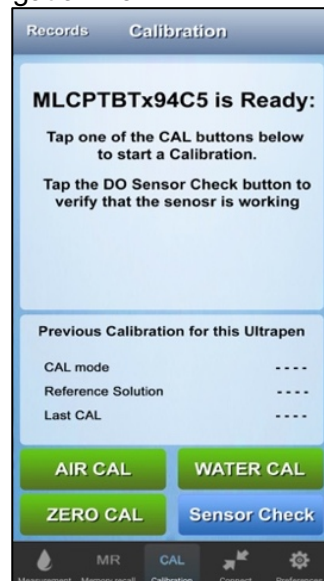 Records Calibration
MLCPTBTx94C5 is Ready:
Tap one of the CAL buttons below
to start a Calibration.
Tap the DO Sensor Check button to
verify that the senosr is working
Previous Calibration for this Ultrapen
CAL mode ----
Reference Solution ----
Last CAL ----
AIR CAL WATER CAL
ZERO CAL Sensor Check
MR CAL
Measurement Memory recall Calibration Connect Preference